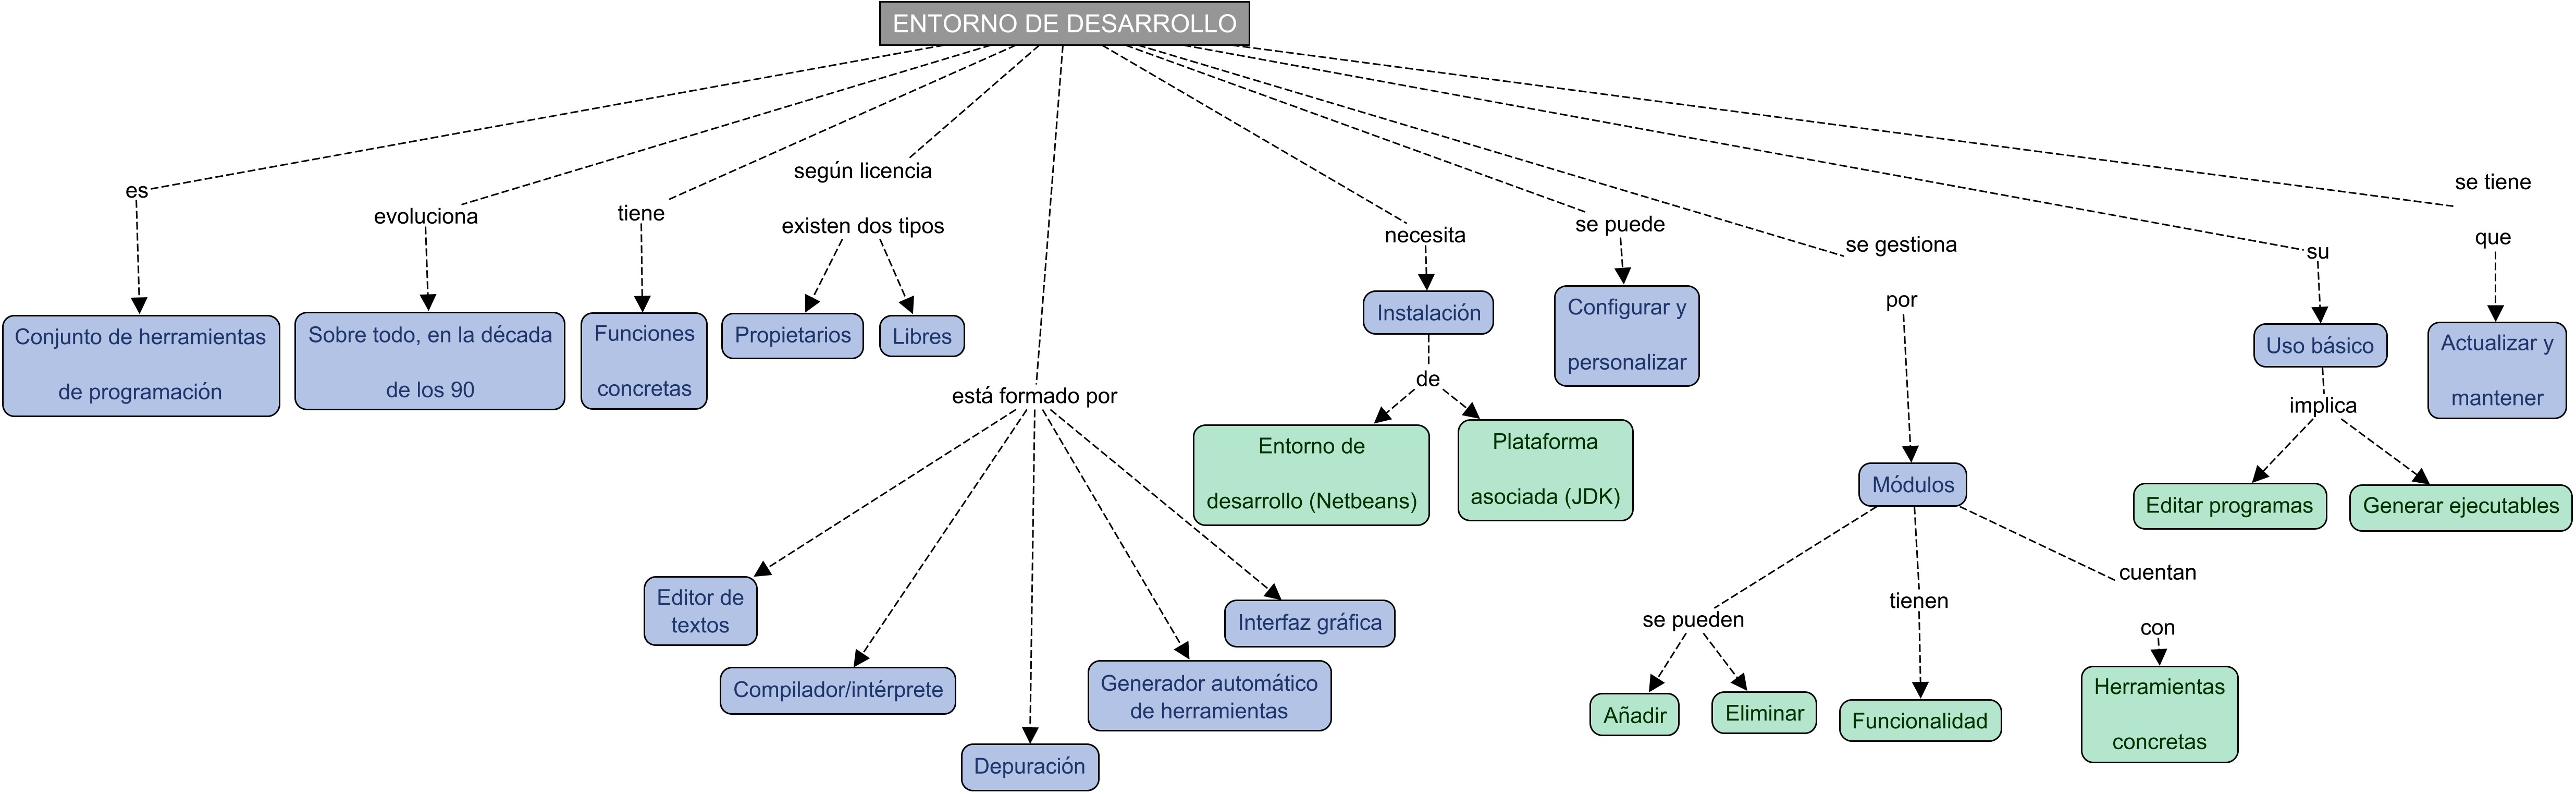 ENTORNO DE DESARROLLO
es
Conjunto de herramientas
de programación
evoluciona
Sobre todo, en la década
de los 90
tiene
Funciones
concretas
según licencia
existen dos tipos
Propietarios
Libres
está formado por
Editor de
textos
Compilador/intérprete
Depuración
Generador automático
de herramientas
Interfaz gráfica
necesita
Instalación
de
Entorno de
desarrollo (Netbeans)
Plataforma
asociada (JDK)
se puede
Configurar y
personalizar
se gestiona
por
Módulos
se pueden
Añadir
Eliminar
tienen
Funcionalidad
cuentan
con
Herramientas
concretas
su
Uso básico
implica
Editar programas
Generar ejecutables
se tiene
que
Actualizar y
mantener